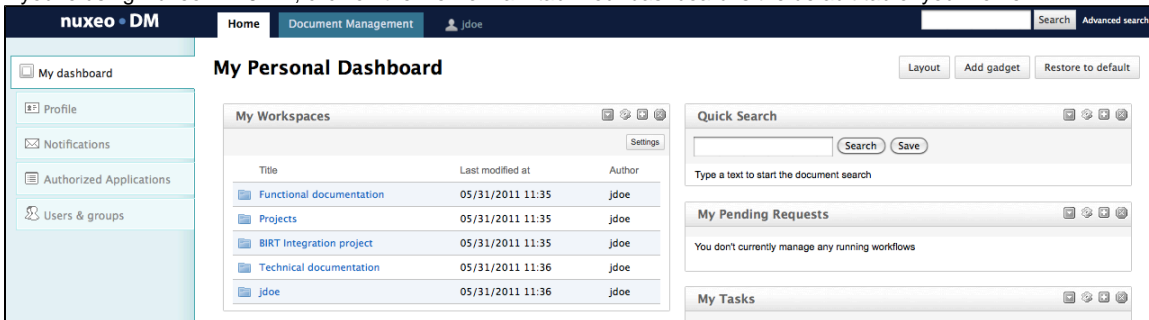 nuxeo DM
Home
Document Management
jdoe
Search
Advanced search
My dashboard
Profile
Notifications
Authorized Applications
Users & groups
My Personal Dashboard
Layout
Add gadget
Restore to default
My Workspaces
Settings
Title Last modified at Author
Functional documentation 05/31/2011 11:35 jdoe
Projects 05/31/2011 11:35 jdoe
BIRT Integration project 05/31/2011 11:35 jdoe
Technical documentation 05/31/2011 11:36 jdoe
jdoe 05/31/2011 11:36 jdoe
Quick Search
Search
Save
Type a text to start the document search
My Pending Requests
You don't currently manage any running workflows
My Tasks